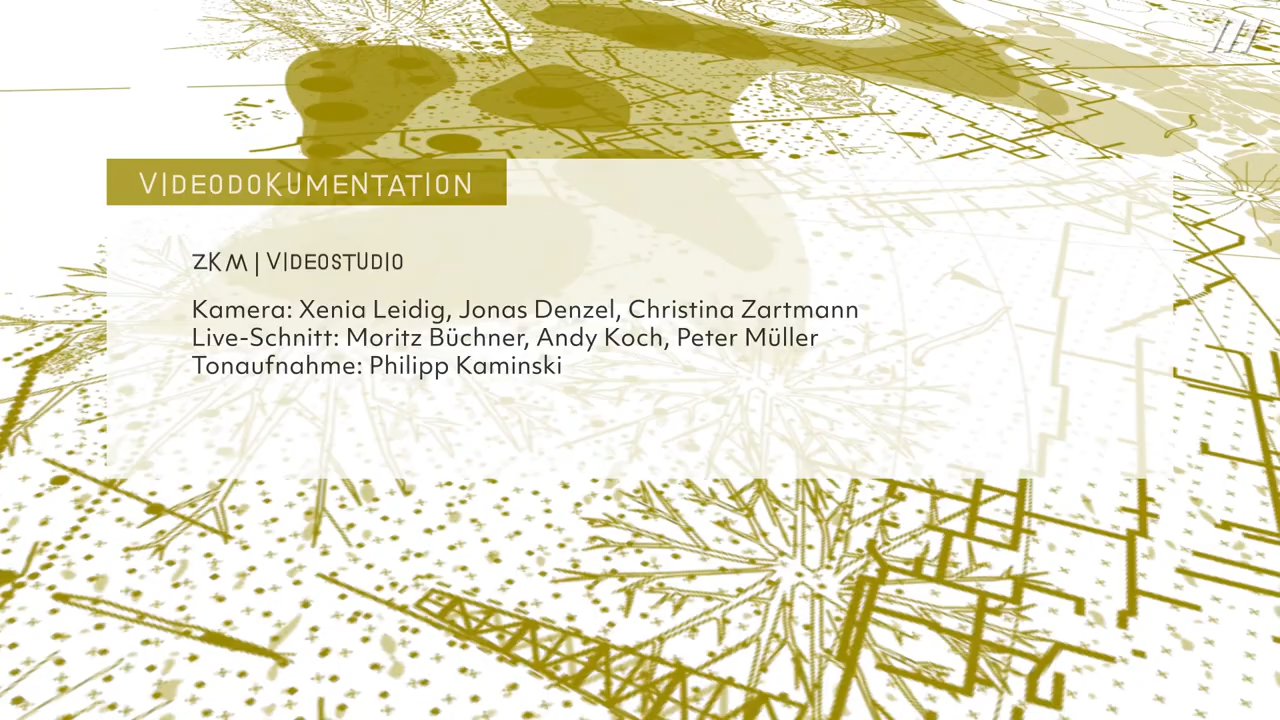 VIDEODOKUMENTATION
ZKM | VIDEOSTUDIO
Kamera: Xenia Leidig, Jonas Denzel, Christina Zartmann
Live-Schnitt: Moritz Büchner, Andy Koch, Peter Müller
Tonaufnahme: Philipp Kaminski